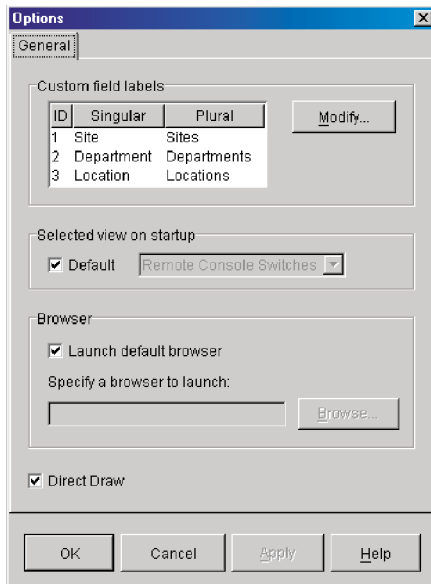 Options
General
Custom field labels
ID Singular Plural
1 Site Sites
2 Department Departments
3 Location Locations
Modify...
Selected view on startup
Default Remote Console Switches
Browser
Launch default browser
Specify a browser to launch:
Browse...
Direct Draw
OK Cancel Apply Help